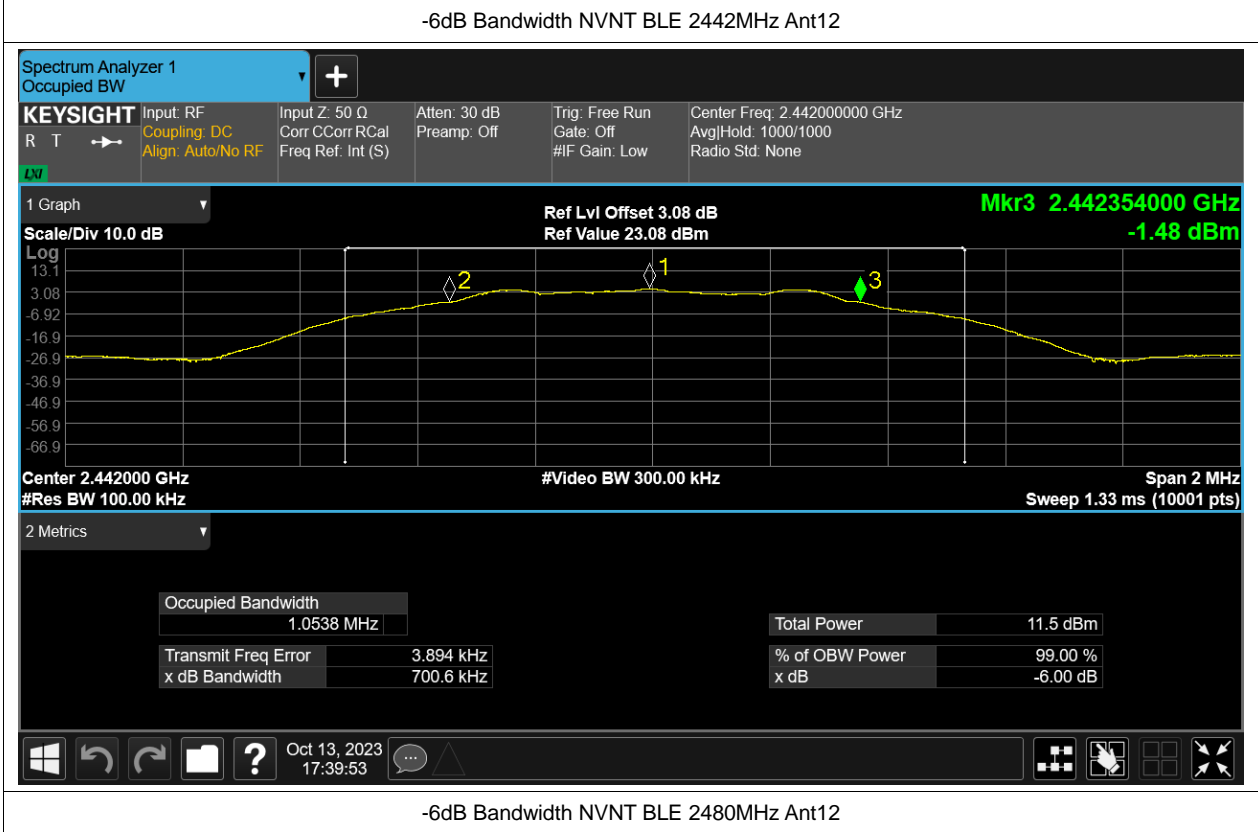 -6dB Bandwidth NVNT BLE 2442MHz Ant12
Spectrum Analyzer 1
Occupied BW
KEYSIGHT
R T
LXI
Input: RF
Coupling: DC
Align: Auto/No RF
Input Z: 50 Ω
Corr CCorr RCal
Freq Ref: Int (S)
Atten: 30 dB
Preamp: Off
Trig: Free Run
Gate: Off
#IF Gain: Low
Center Freq: 2.442000000 GHz
Avg|Hold: 1000/1000
Radio Std: None
1 Graph
Scale/Div 10.0 dB
Ref Lvl Offset 3.08 dB
Ref Value 23.08 dBm
Mkr3 2.442354000 GHz
-1.48 dBm
Log
13.1
3.08
-6.92
-16.9
-26.9
-36.9
-46.9
-56.9
-66.9
2
1
3
Center 2.442000 GHz
#Res BW 100.00 kHz
#Video BW 300.00 kHz
Span 2 MHz
Sweep 1.33 ms (10001 pts)
2 Metrics
Occupied Bandwidth
1.0538 MHz
Transmit Freq Error 3.894 kHz
x dB Bandwidth 700.6 kHz
Total Power 11.5 dBm
% of OBW Power 99.00 %
x dB -6.00 dB
?
Oct 13, 2023
17:39:53
-6dB Bandwidth NVNT BLE 2480MHz Ant12